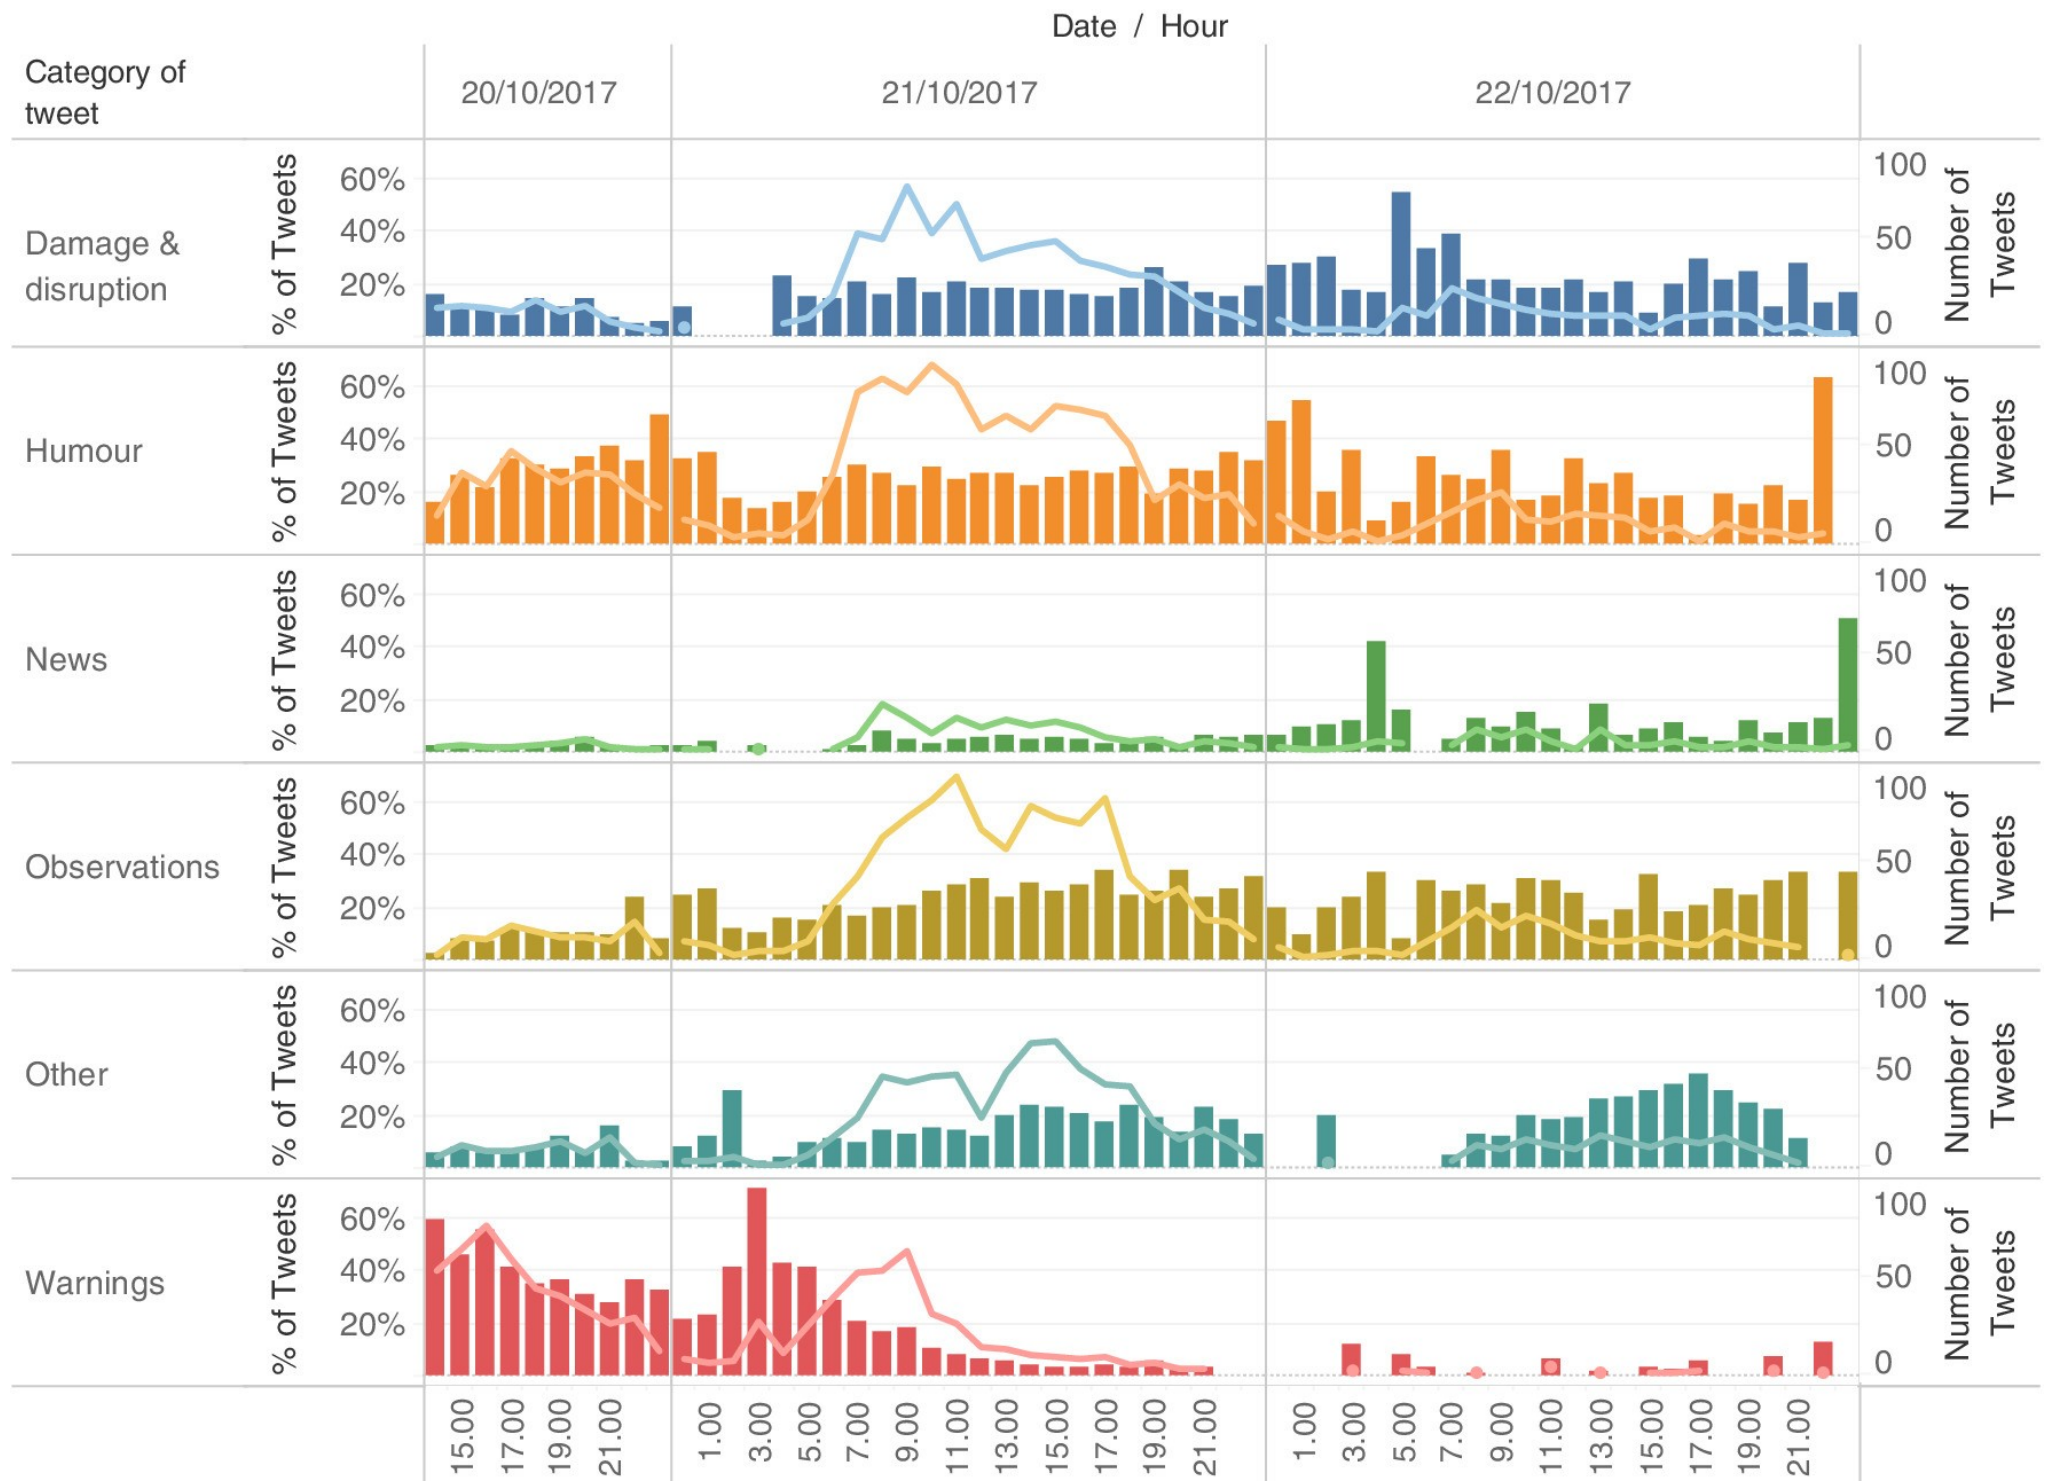 Date / Hour
Category of
tweet
20/10/2017
21/10/2017
22/10/2017
Damage &
disruption
% of Tweets
60%
40%
20%
100
50
0
Number of
Tweets
Humour
% of Tweets
60%
40%
20%
100
50
0
Number of
Tweets
News
% of Tweets
60%
40%
20%
100
50
0
Number of
Tweets
Observations
% of Tweets
60%
40%
20%
100
50
0
Number of
Tweets
Other
% of Tweets
60%
40%
20%
100
50
0
Number of
Tweets
Warnings
% of Tweets
60%
40%
20%
100
50
0
Number of
Tweets
15.00
17.00
19.00
21.00
1.00
3.00
5.00
7.00
9.00
11.00
13.00
15.00
17.00
19.00
21.00
1.00
3.00
5.00
7.00
9.00
11.00
13.00
15.00
17.00
19.00
21.00